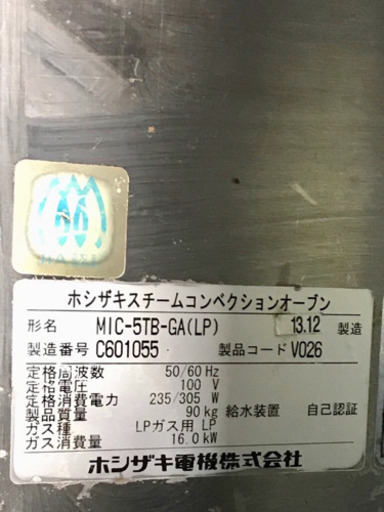 ホシザキスチームコンベクションオーブン
形名 MIC-5TB-GA(LP) 13.12 製造
製造番号 C601055 製品コード V026
定格周波数 50/60 Hz
定格電圧 100 V
定格消費電力 235/305 W
製品質量 90kg 給水装置 自己認証
ガス種 LPガス用 LP
ガス消費量 16.0kW
ホシザキ電機株式会社